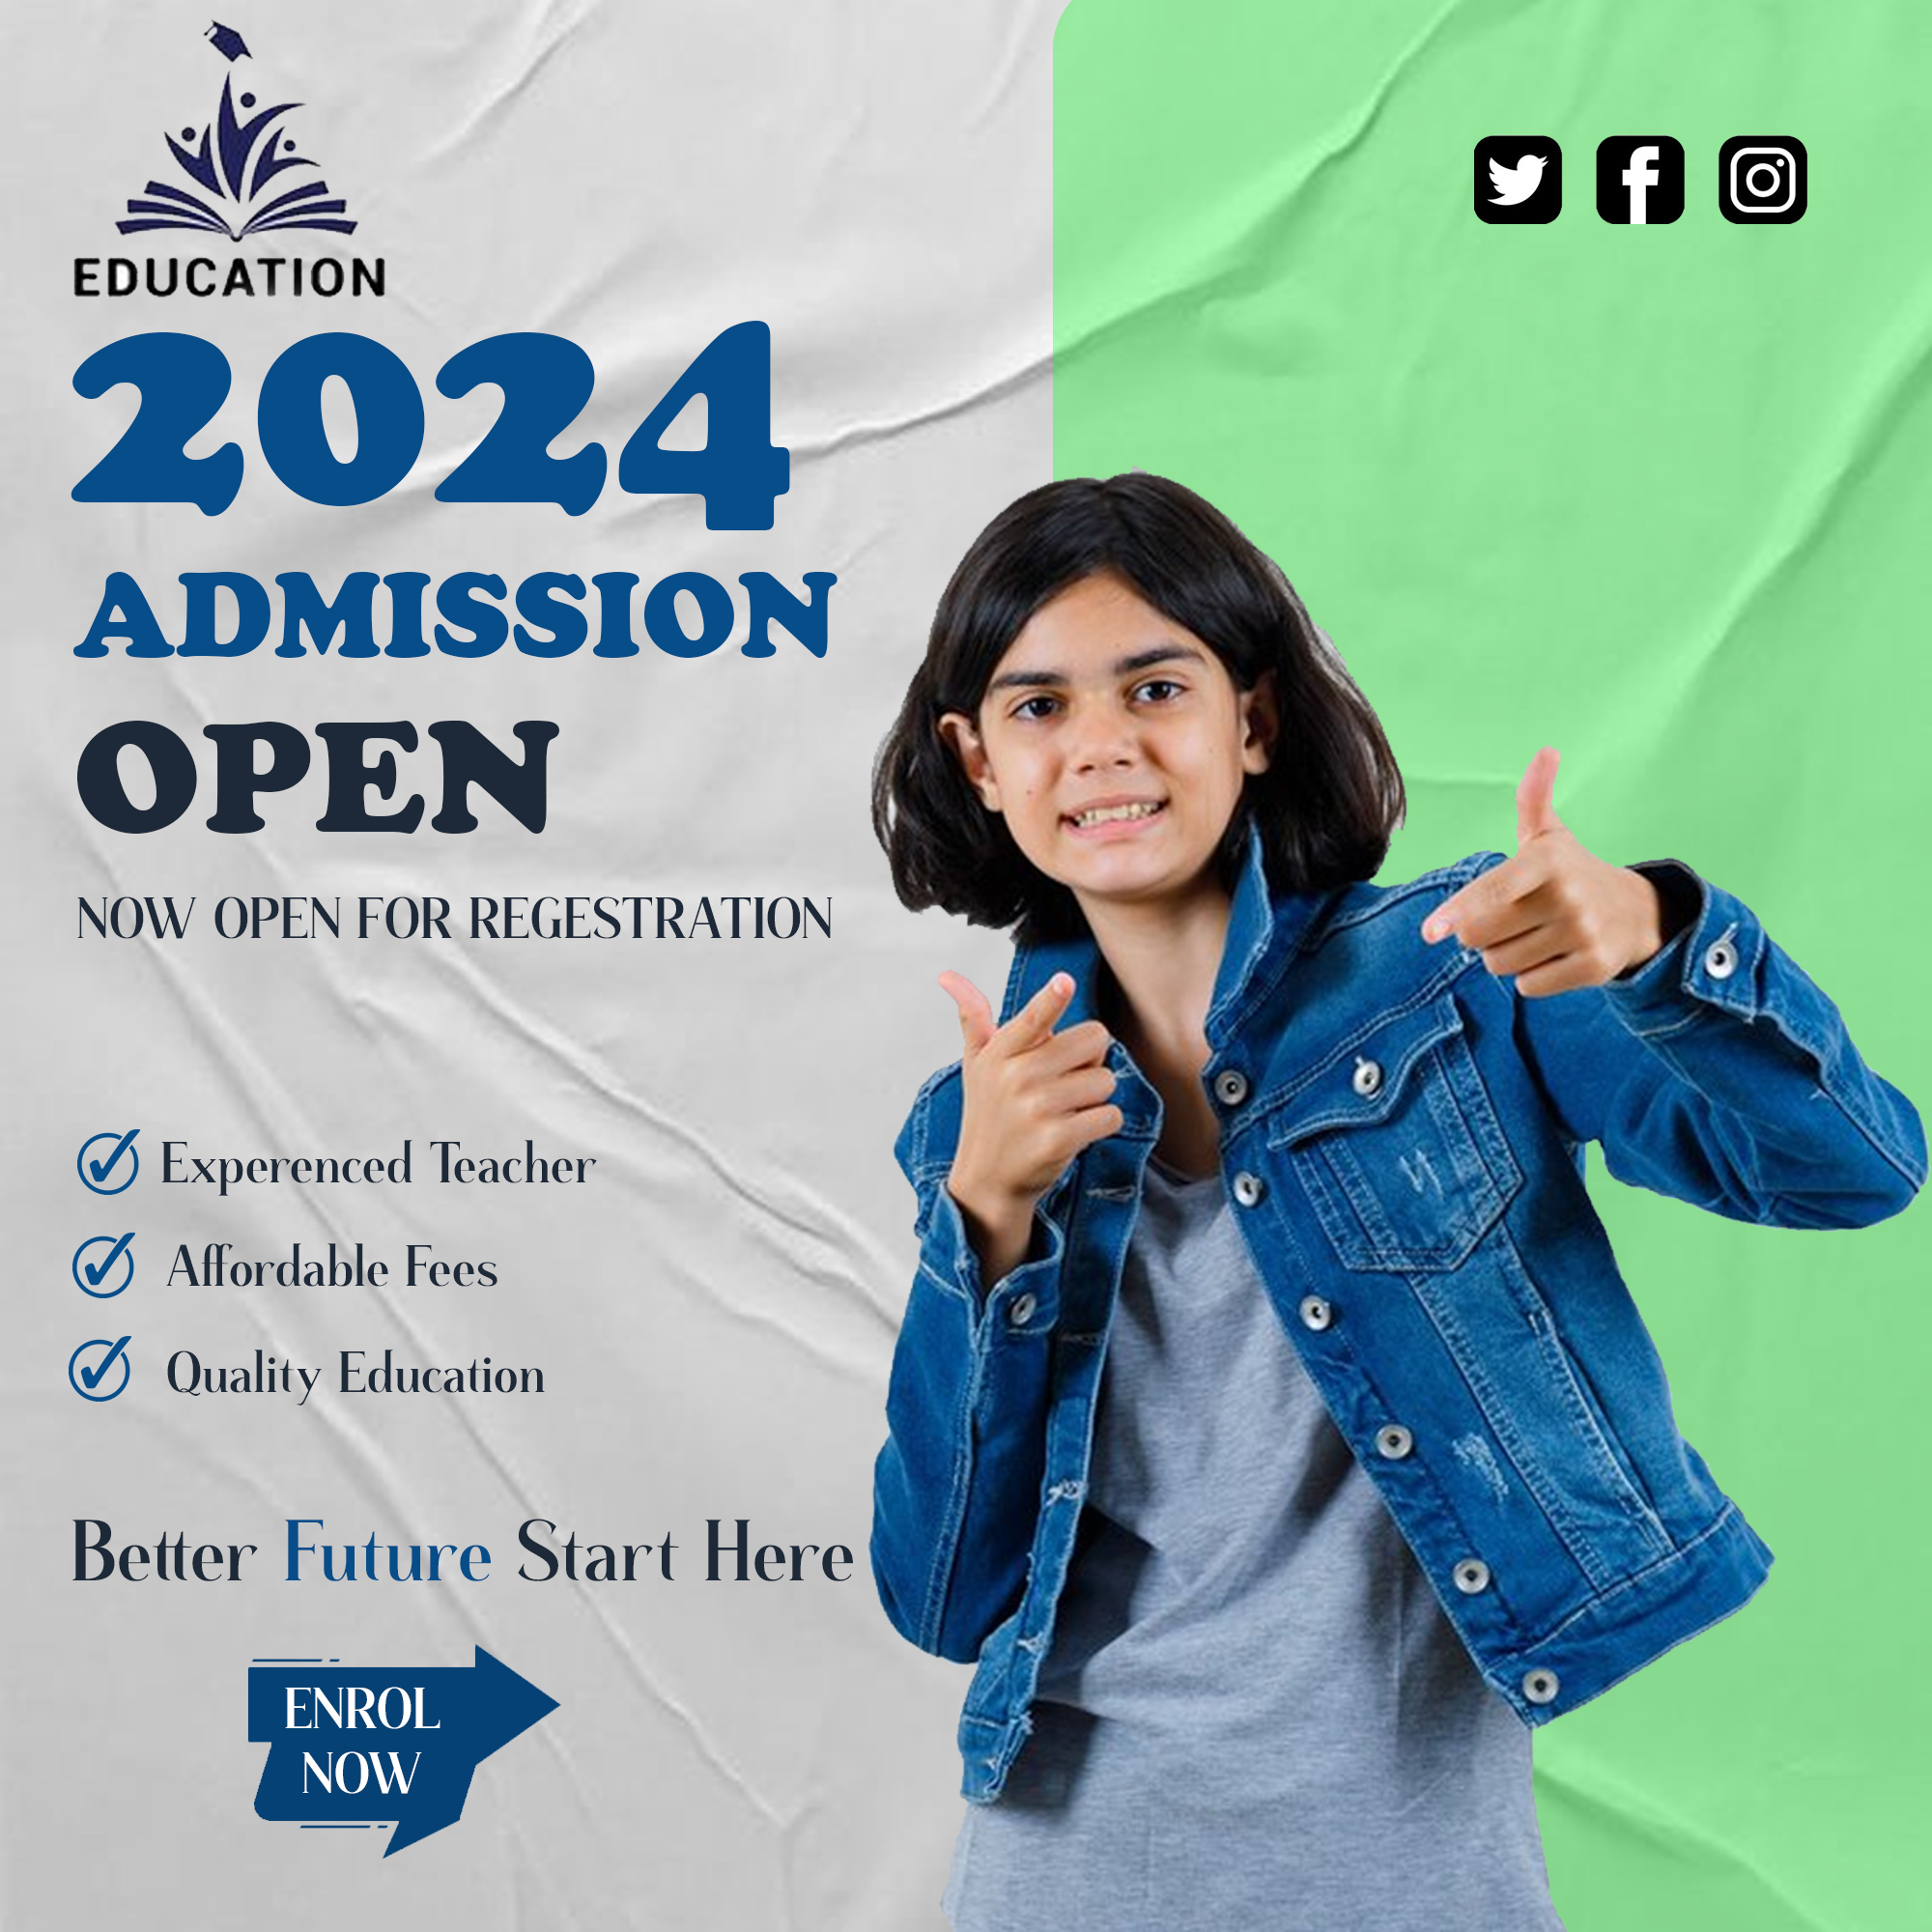 EDUCATION
2024
ADMISSION
OPEN
NOW OPEN FOR REGESTRATION
Experenced Teacher
Affordable Fees
Quality Education
Better Future Start Here
ENROL
NOW